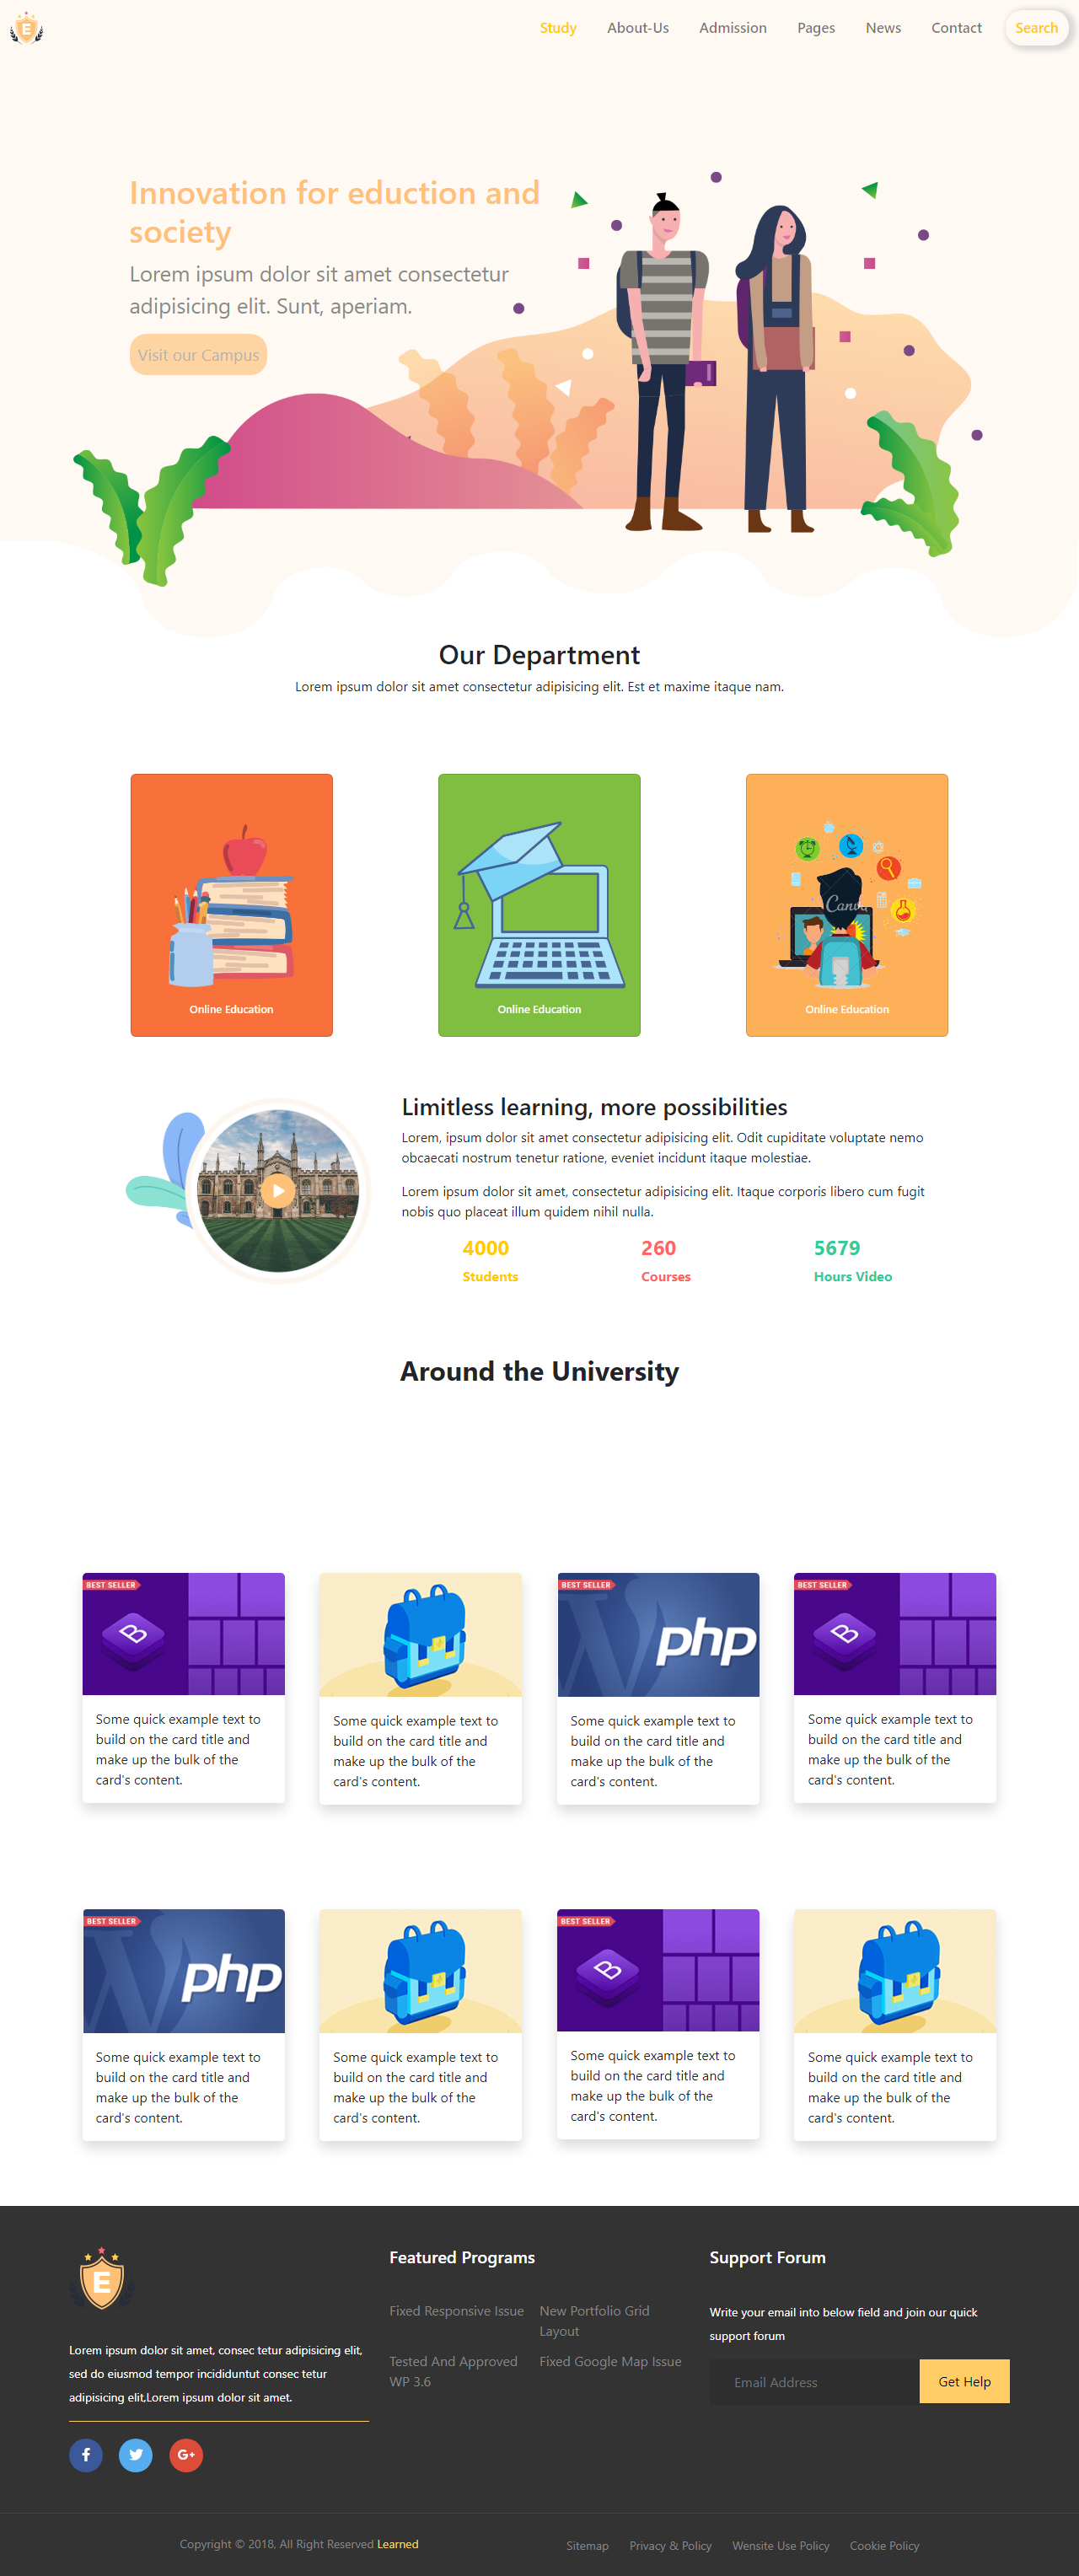 E
Study
About-Us
Admission
Pages
News
Contact
Search
Innovation for eduction and
society
Lorem ipsum dolor sit amet consectetur
adipisicing elit. Sunt, aperiam.
Visit our Campus
Our Department
Lorem ipsum dolor sit amet consectetur adipisicing elit. Est et maxime itaque nam.
Canva
Online Education
Online Education
Online Education
Limitless learning, more possibilities
Lorem, ipsum dolor sit amet consectetur adipisicing elit. Odit cupiditate voluptate nemo
obcaecati nostrum tenetur ratione, eveniet incidunt itaque molestiae.
Lorem ipsum dolor sit amet, consectetur adipisicing elit. Itaque corporis libero cum fugit
nobis quo placeat illum quidem nihil nulla.
4000
Students
260
Courses
5679
Hours Video
Around the University
BEST SELLER
B
Some quick example text to
build on the card title and
make up the bulk of the
card's content.
Some quick example text to
build on the card title and
make up the bulk of the
card's content.
BEST SELLER
W
php
Some quick example text to
build on the card title and
make up the bulk of the
card's content.
BEST SELLER
B
Some quick example text to
build on the card title and
make up the bulk of the
card's content.
BEST SELLER
W
php
Some quick example text to
build on the card title and
make up the bulk of the
card's content.
Some quick example text to
build on the card title and
make up the bulk of the
card's content.
BEST SELLER
B
Some quick example text to
build on the card title and
make up the bulk of the
card's content.
Some quick example text to
build on the card title and
make up the bulk of the
card's content.
E
Lorem ipsum dolor sit amet, consec tetur adipisicing elit,
sed do eiusmod tempor incididuntut consec tetur
adipisicing elit,Lorem ipsum dolor sit amet.
f
G+
Featured Programs
Fixed Responsive Issue
New Portfolio Grid
Layout
Tested And Approved
WP 3.6
Fixed Google Map Issue
Support Forum
Write your email into below field and join our quick
support forum
Email Address
Get Help
Copyright © 2018, All Right Reserved Learned
Sitemap
Privacy & Policy
Wensite Use Policy
Cookie Policy